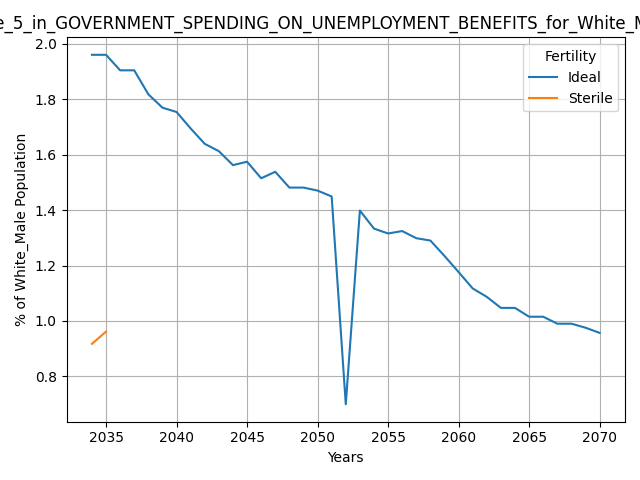 e_5_in_GOVERNMENT_SPENDING_ON_UNEMPLOYMENT_BENEFITS_for_White_M
Fertility
Ideal
Sterile
% of White_Male Population
2.0
1.8
1.6
1.4
1.2
1.0
0.8
2035 2040 2045 2050 2055 2060 2065 2070
Years